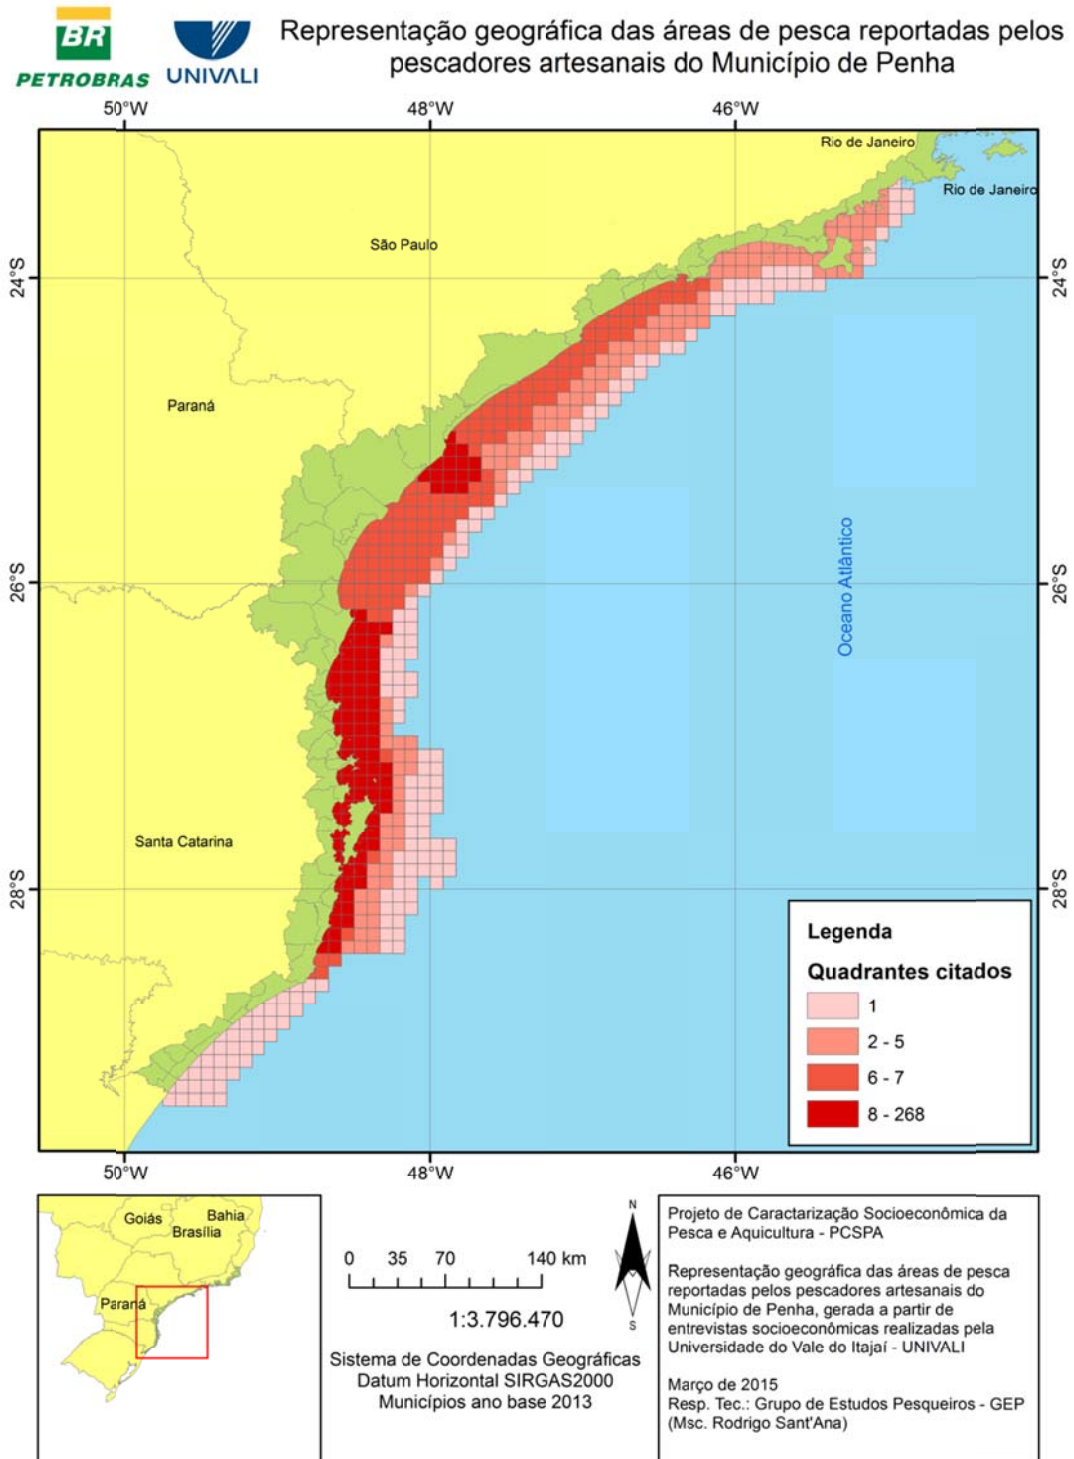 BR
PETROBRAS
UNIVALI
Representação geográfica das áreas de pesca reportadas pelos
pescadores artesanais do Município de Penha
50°W
48°W
46°W
Rio de Janeiro
Rio de Janeiro
São Paulo
24°S
24°S
Paraná
Oceano Atlântico
26°S
26°S
Santa Catarina
28°S
28°S
Legenda
Quadrantes citados
1
2 - 5
6 - 7
8 - 268
50°W
48°W
46°W
Goiás
Bahia
Brasília
Paraná
0 35 70 140 km
1:3.796.470
Sistema de Coordenadas Geográficas
Datum Horizontal SIRGAS2000
Municípios ano base 2013
N
S
Projeto de Caractarização Socioeconômica da
Pesca e Aquicultura - PCSPA
Representação geográfica das áreas de pesca
reportadas pelos pescadores artesanais do
Município de Penha, gerada a partir de
entrevistas socioeconômicas realizadas pela
Universidade do Vale do Itajaí - UNIVALI
Março de 2015
Resp. Tec.: Grupo de Estudos Pesqueiros - GEP
(Msc. Rodrigo Sant'Ana)